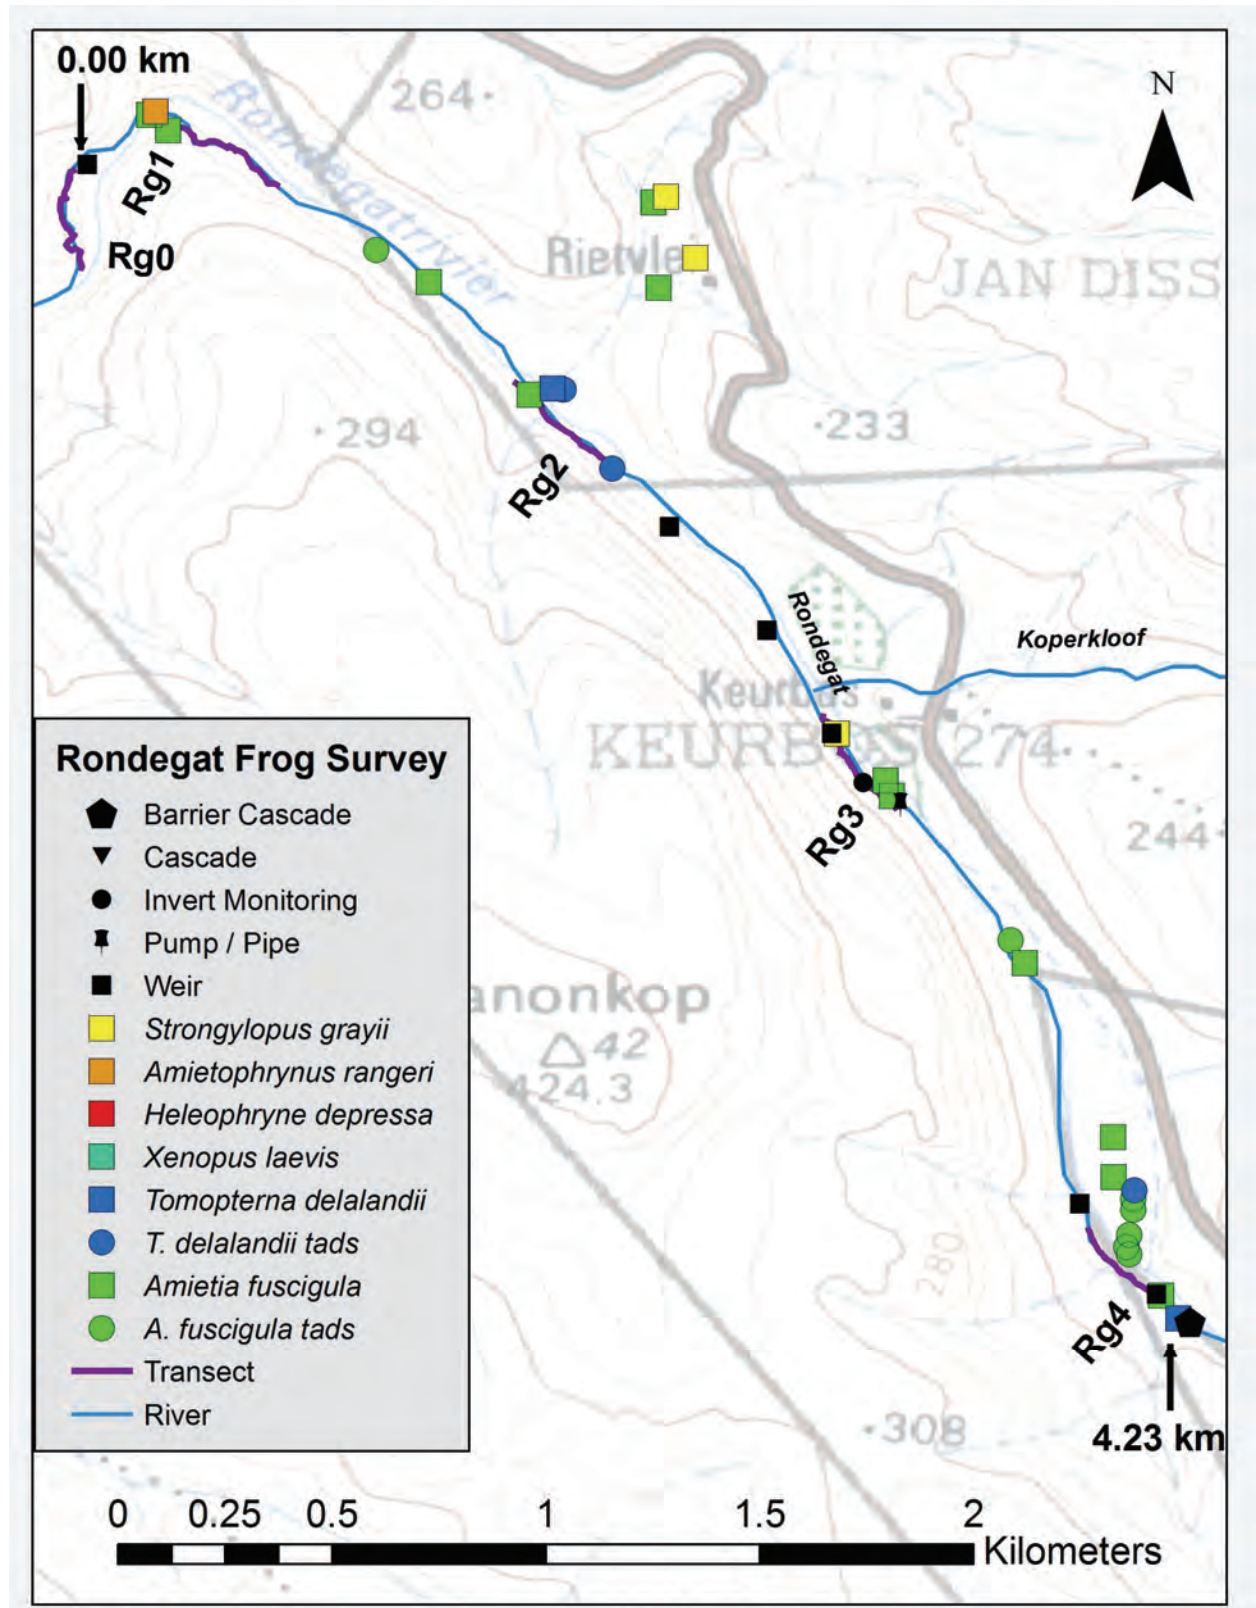 0.00 km
N
264
Rondegatrivier
Rg1
Rg0
Rietvlei
JAN DISS
294
233
Rg2
Rondegat
Koperkloof
Keurbos
KEURBOS 274
Rg3
244
anonkop
42
424.3
280
Rg4
308
4.23 km
Rondegat Frog Survey
Barrier Cascade
Cascade
Invert Monitoring
Pump / Pipe
Weir
Strongylopus grayii
Amietophrynus rangeri
Heleophryne depressa
Xenopus laevis
Tomopterna delalandii
T. delalandii tads
Amietia fuscigula
A. fuscigula tads
Transect
River
0 0.25 0.5 1 1.5 2
Kilometers